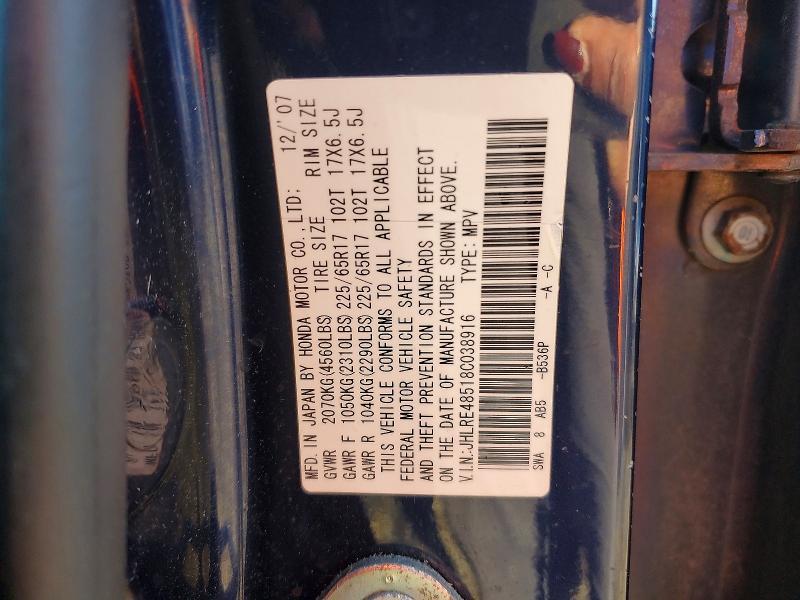 MFD. IN JAPAN BY HONDA MOTOR CO., LTD: 12/'07
GVWR 2070KG(4560LBS) TIRE SIZE RIM SIZE
GAWR F 1050KG(2310LBS) 225/65R17 102T 17X6.5J
GAWR R 1040KG(2290LBS) 225/65R17 102T 17X6.5J
THIS VEHICLE CONFORMS TO ALL APPLICABLE
FEDERAL MOTOR VEHICLE SAFETY
AND THEFT PREVENTION STANDARDS IN EFFECT
ON THE DATE OF MANUFACTURE SHOWN ABOVE.
V.I.N.:JHLRE48518C038916 TYPE: MPV
SWA 8 AB5 -B536P -A -C